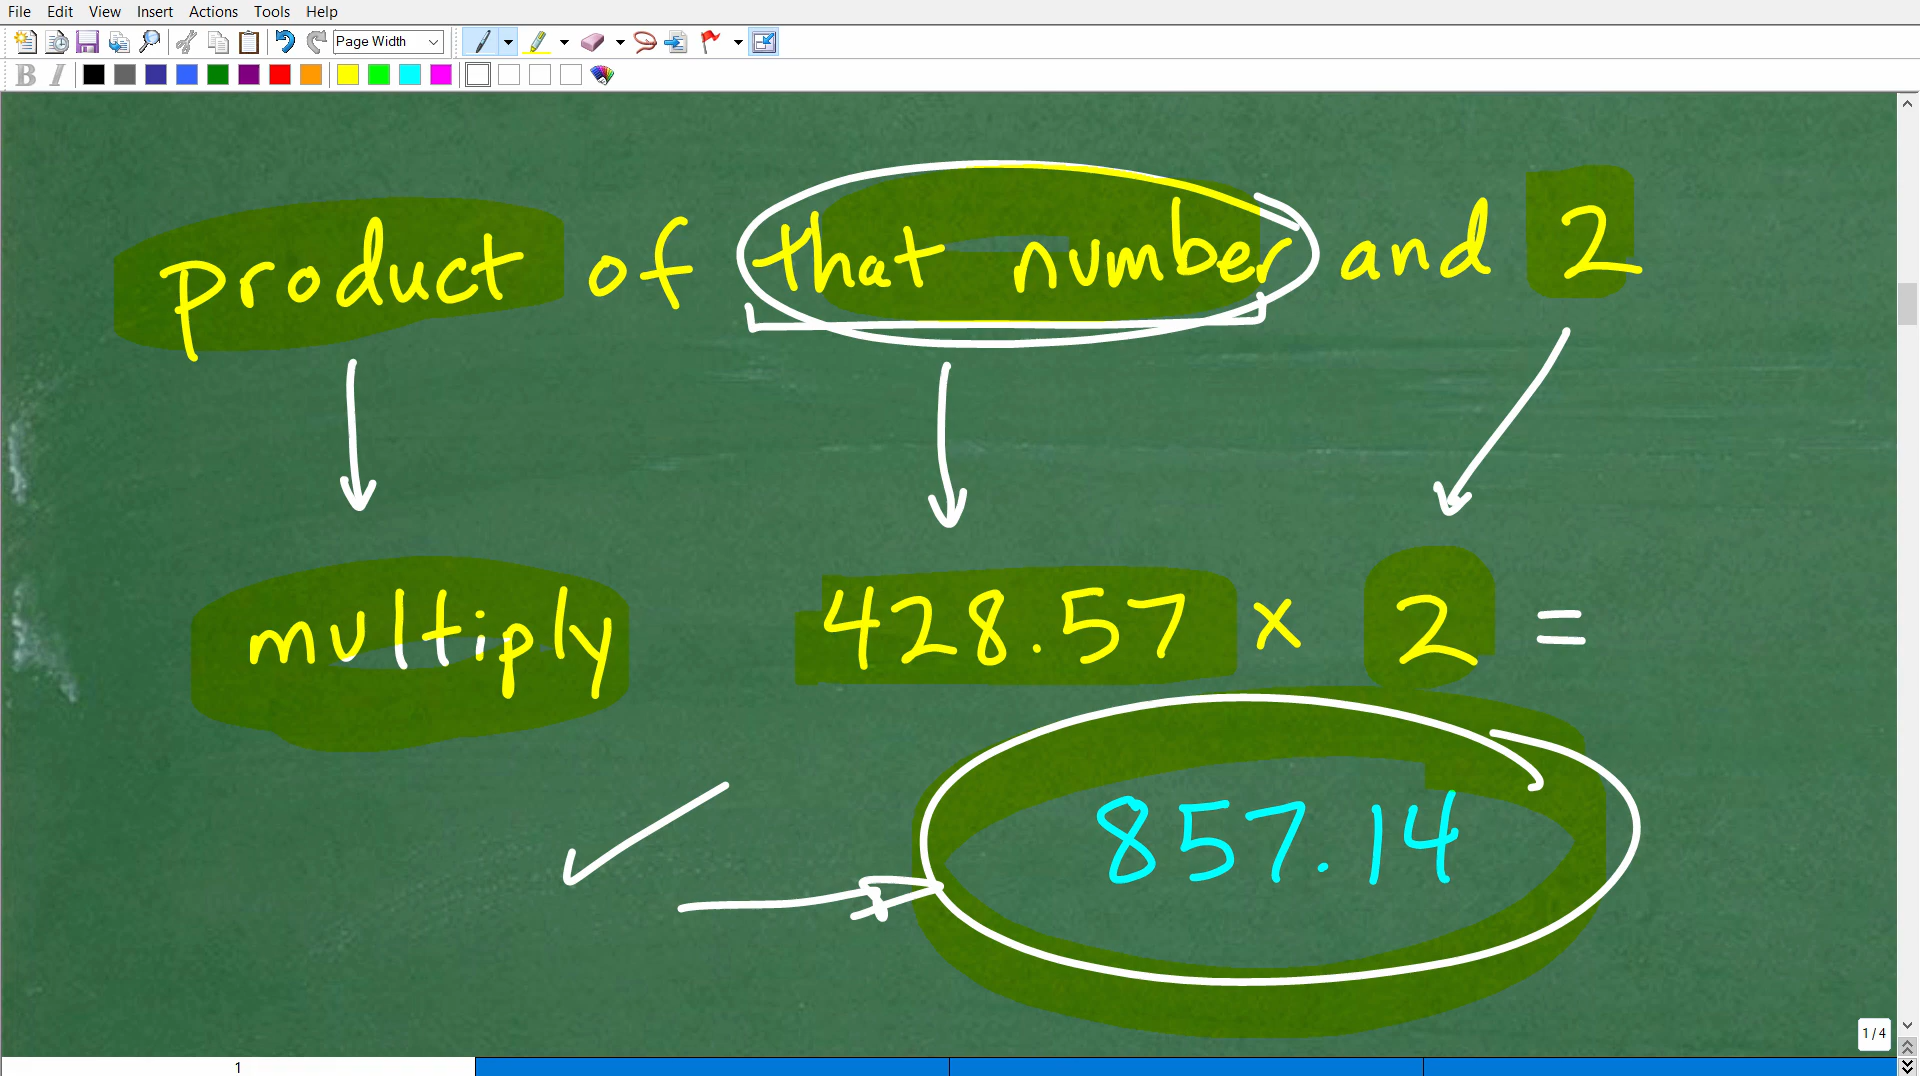 File Edit View Insert Actions Tools Help
Page Width
B I
product of that number and 2
multiply 428.57 x 2 =
857.14
1 / 4
1